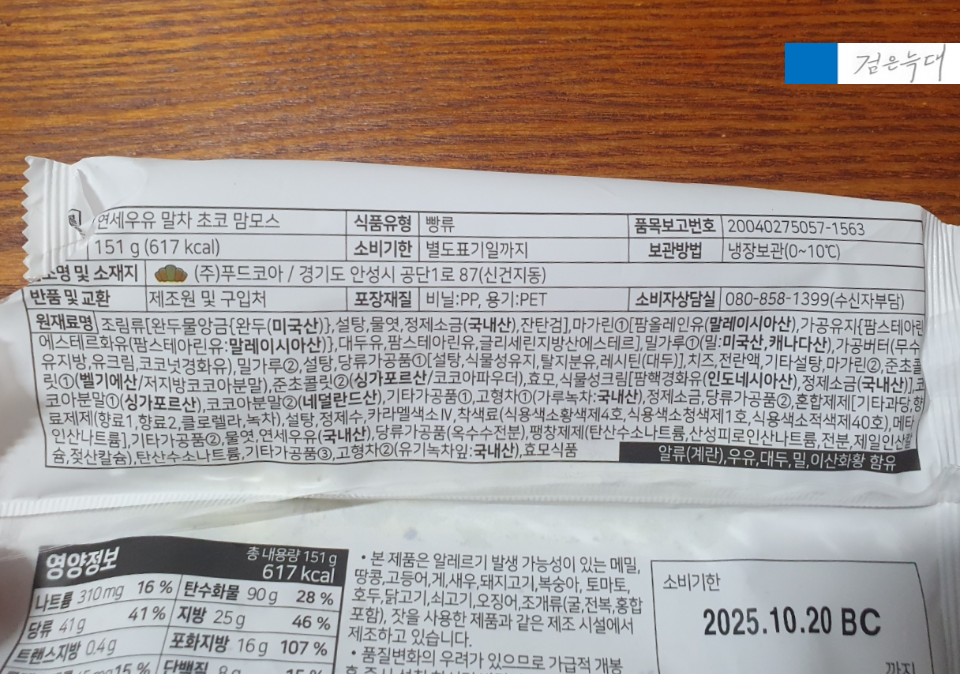 검은늑대
연세우유 말차 초코 맘모스 식품유형 빵류 품목보고번호 20040275057-1563
151 g (617 kcal) 소비기한 별도표기일까지 보관방법 냉장보관(0~10℃)
소명 및 소재지 (주)푸드코아 / 경기도 안성시 공단1로 87(신건지동)
반품 및 교환 제조원 및 구입처 포장재질 비닐:PP, 용기:PET 소비자상담실 080-858-1399(수신자부담)
원재료명 조림류[완두물앙금{완두(미국산)},설탕,물엿,정제소금(국내산),잔탄검],마가린①[팜올레인유(말레이시아산),가공유지{팜스테아린
에스테르화유(팜스테아린유:말레이시아산)},대두유,팜스테아린유,글리세린지방산에스테르],밀가루①(밀:미국산,캐나다산),가공버터(무수
유지방,유크림,코코넛경화유),밀가루②,설탕,당류가공품①[설탕,식물성유지,탈지분유,레시틴(대두)],치즈,전란액,기타설탕,마가린②,준초콜
릿①(벨기에산/저지방코코아분말),준초콜릿②(싱가포르산/코코아파우더),효모,식물성크림[팜핵경화유(인도네시아산),정제소금(국내산)],코
코아분말①(싱가포르산),코코아분말②(네덜란드산),기타가공품①,고형차①(가루녹차:국내산),정제소금,당류가공품②,혼합제제[기타과당,향
료제제(향료1,향료2,클로렐라,녹차),설탕,정제수,카라멜색소Ⅳ,착색료(식용색소황색제4호,식용색소청색제1호,식용색소적색제40호),메타
인산나트륨],기타가공품②,물엿,연세우유(국내산),당류가공품(옥수수전분),팽창제제(탄산수소나트륨,산성피로인산나트륨,전분,제일인산칼
슘,젖산칼슘),탄산수소나트륨,기타가공품③,고형차②(유기녹차잎:국내산),효모식품
알류(계란),우유,대두,밀,이산화황 함유
영양정보 총 내용량 151 g
617 kcal
나트륨 310 mg 16 % 탄수화물 90 g 28 %
당류 41 g 41 % 지방 25 g 46 %
트랜스지방 0.4 g 포화지방 16 g 107 %
15 % 단백질 8 g 15 %
• 본 제품은 알레르기 발생 가능성이 있는 메밀,
땅콩,고등어,게,새우,돼지고기,복숭아,토마토,
호두,닭고기,쇠고기,오징어,조개류(굴,전복,홍합
포함), 잣을 사용한 제품과 같은 제조 시설에서
제조하고 있습니다.
• 품질변화의 우려가 있으므로 가급적 개봉
소비기한
2025.10.20 BC
까지